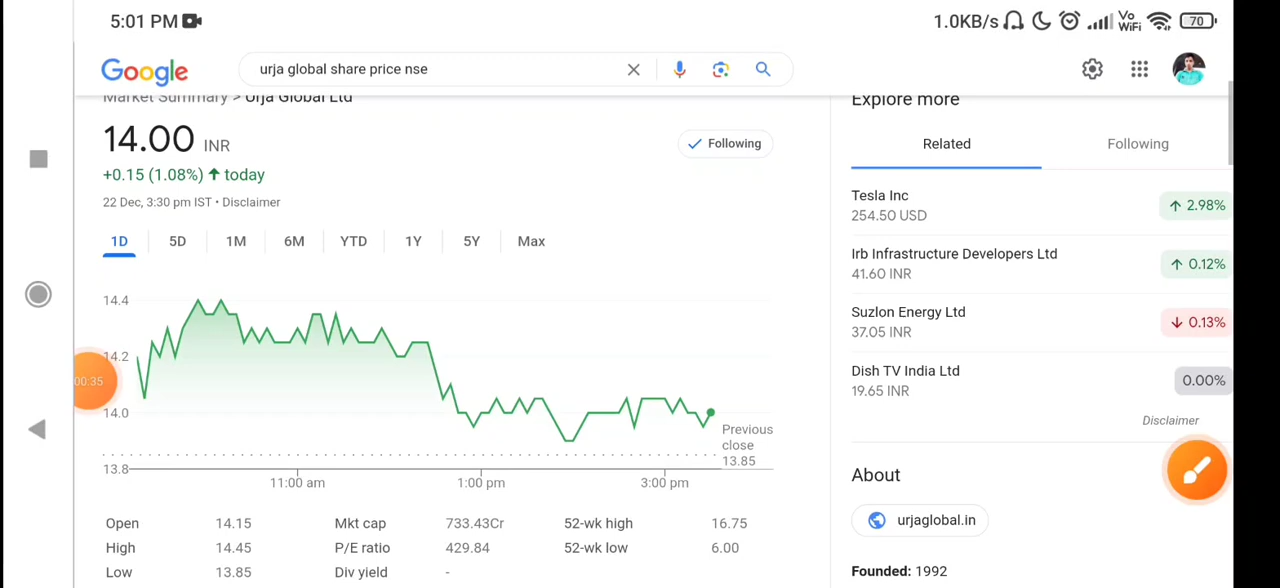 5:01 PM
1.0KB/s Vo WiFi 70
Google
urja global share price nse
Market Summary > Urja Global Ltd
14.00 INR
Following
+0.15 (1.08%) ↑ today
22 Dec, 3:30 pm IST • Disclaimer
1D 5D 1M 6M YTD 1Y 5Y Max
14.4
14.2
14.0
13.8
00:35
Previous
close
13.85
11:00 am 1:00 pm 3:00 pm
Open 14.15 Mkt cap 733.43Cr 52-wk high 16.75
High 14.45 P/E ratio 429.84 52-wk low 6.00
Low 13.85 Div yield -
Explore more
Related Following
Tesla Inc
254.50 USD
↑ 2.98%
Irb Infrastructure Developers Ltd
41.60 INR
↑ 0.12%
Suzlon Energy Ltd
37.05 INR
↓ 0.13%
Dish TV India Ltd
19.65 INR
0.00%
Disclaimer
About
urjaglobal.in
Founded: 1992